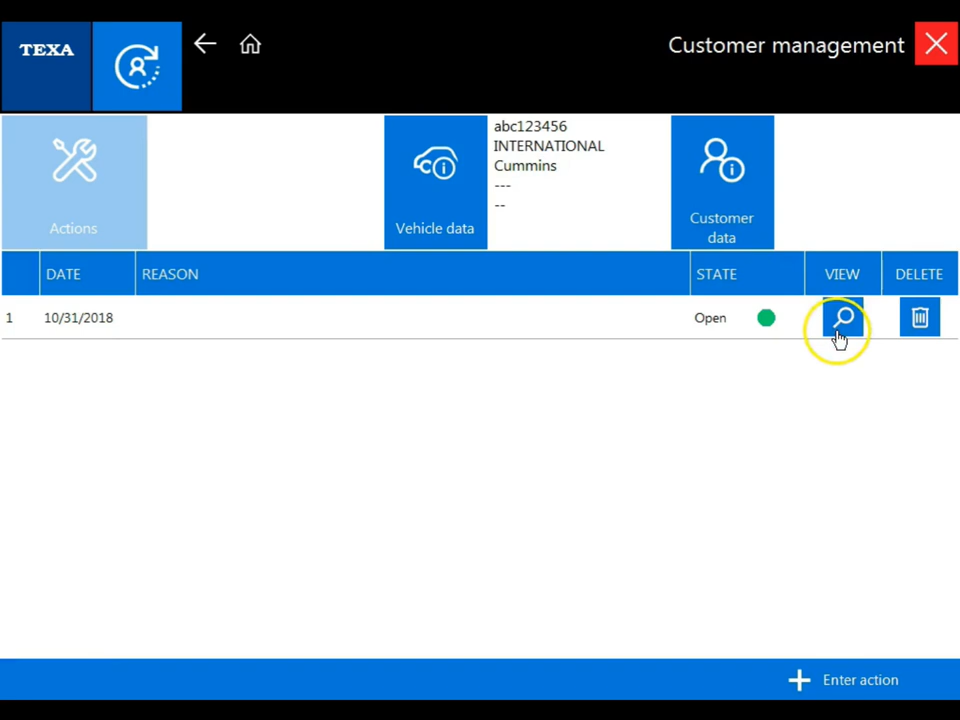 TEXA
Customer management
Actions
Vehicle data
abc123456
INTERNATIONAL
Cummins
---
--
Customer
data
DATE REASON STATE VIEW DELETE
1 10/31/2018 Open
Enter action